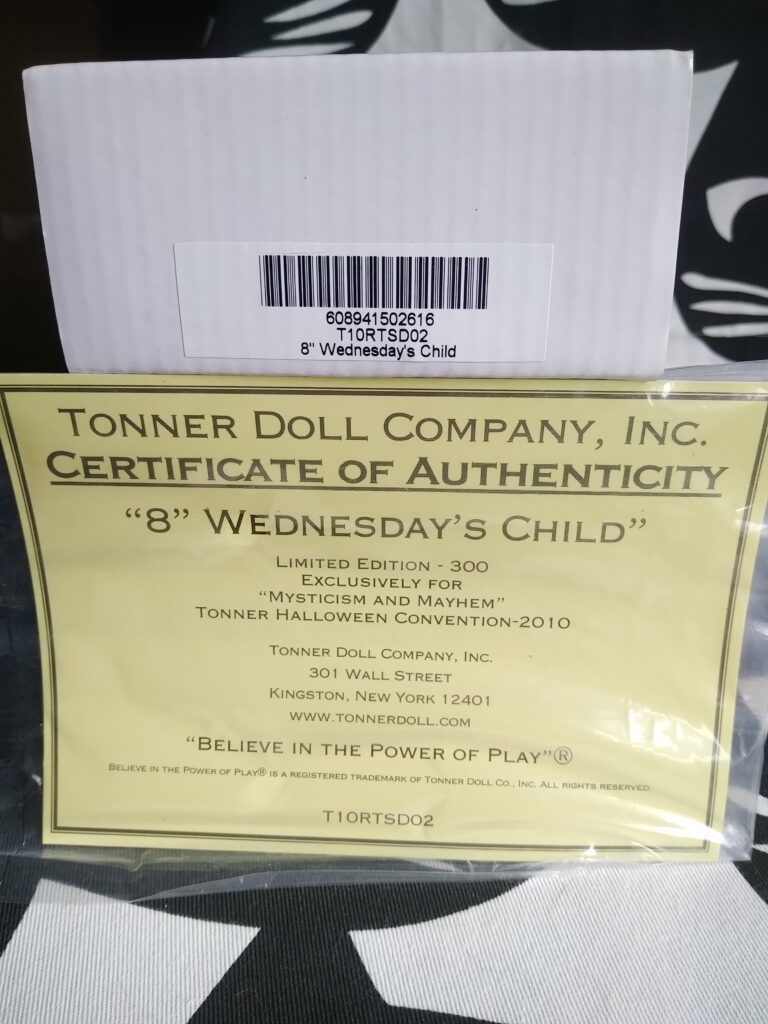 608941502616
T10RTSD02
8" Wednesday's Child
TONNER DOLL COMPANY, INC.
CERTIFICATE OF AUTHENTICITY
"8" WEDNESDAY'S CHILD"
LIMITED EDITION - 300
EXCLUSIVELY FOR
"MYSTICISM AND MAYHEM"
TONNER HALLOWEEN CONVENTION-2010
TONNER DOLL COMPANY, INC.
301 WALL STREET
KINGSTON, NEW YORK 12401
WWW.TONNERDOLL.COM
"BELIEVE IN THE POWER OF PLAY"®
BELIEVE IN THE POWER OF PLAY® IS A REGISTERED TRADEMARK OF TONNER DOLL CO., INC. ALL RIGHTS RESERVED.
T10RTSD02